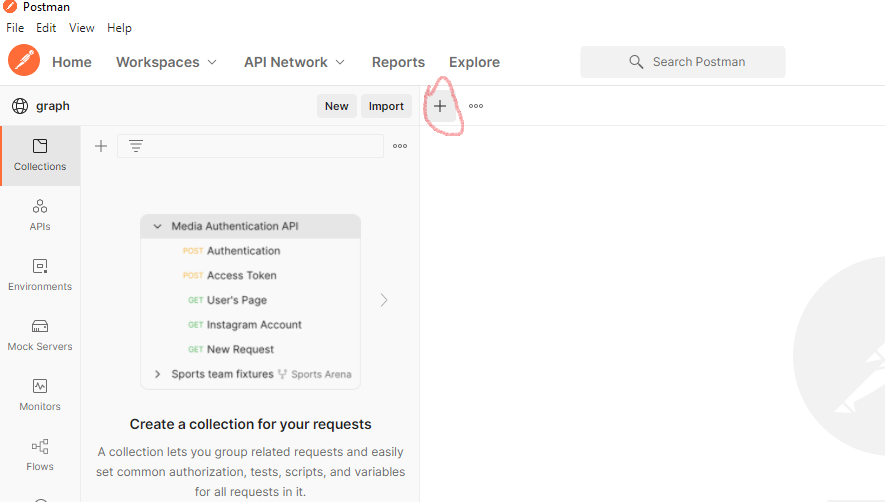 Postman
File Edit View Help
Home Workspaces API Network Reports Explore Search Postman
graph New Import
Collections
APIs
Environments
Mock Servers
Monitors
Flows
Media Authentication API
POST Authentication
POST Access Token
GET User's Page
GET Instagram Account
GET New Request
Sports team fixtures Sports Arena
Create a collection for your requests
A collection lets you group related requests and easily
set common authorization, tests, scripts, and variables
for all requests in it.